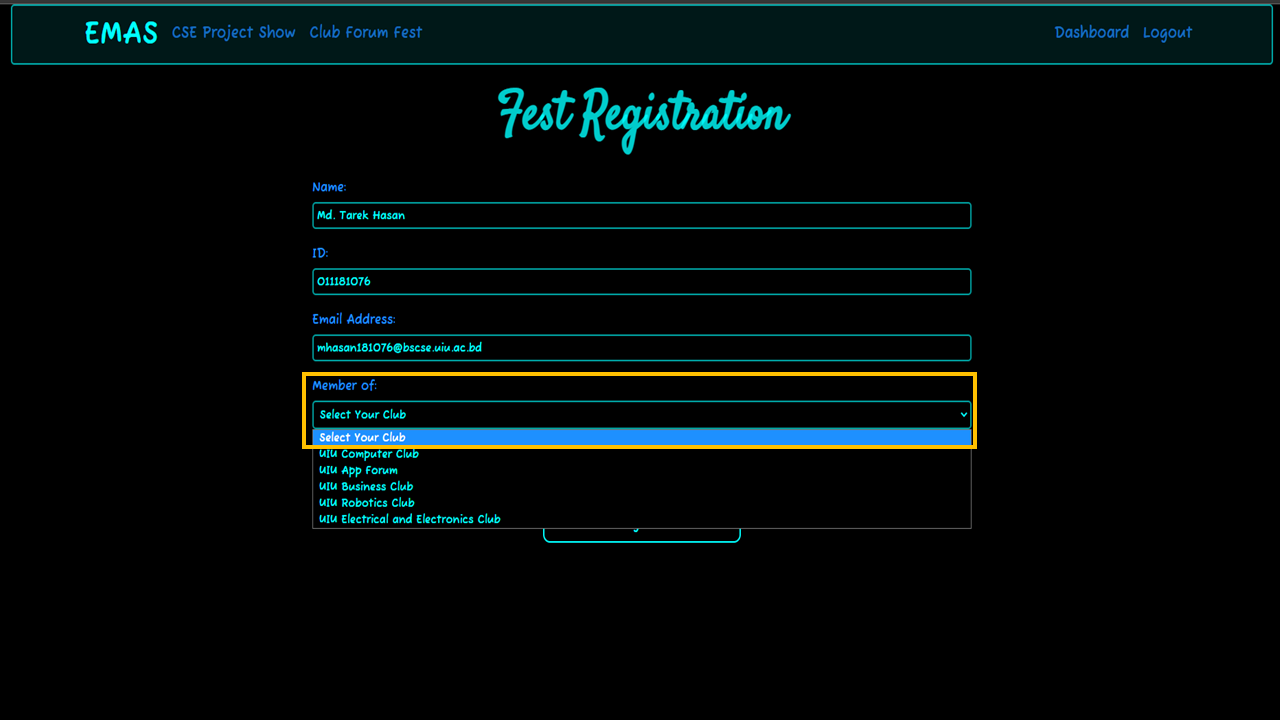 EMAS CSE Project Show Club Forum Fest Dashboard Logout
Fest Registration
Name:
Md. Tarek Hasan
ID:
011181076
Email Address:
mhasan181076@bscse.uiu.ac.bd
Member of:
Select Your Club
Select Your Club
UIU Computer Club
UIU App Forum
UIU Business Club
UIU Robotics Club
UIU Electrical and Electronics Club